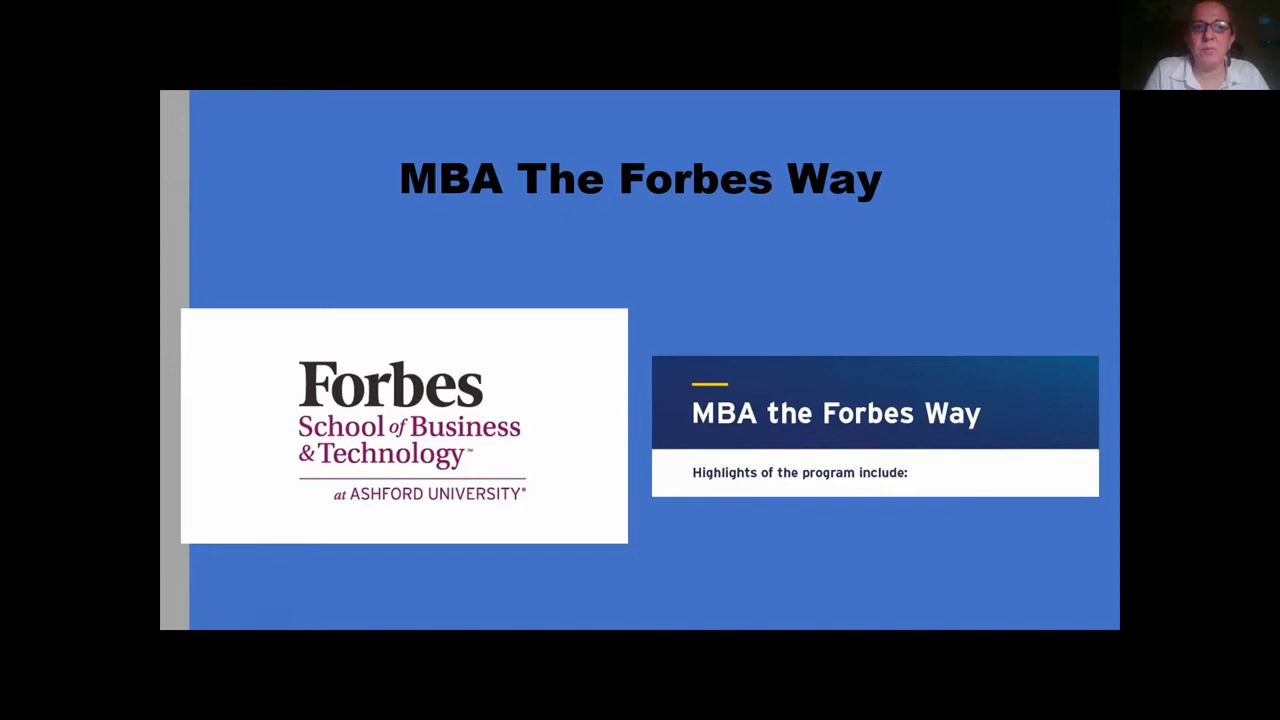 MBA The Forbes Way
Forbes
School of Business
& Technology™
at ASHFORD UNIVERSITY®
MBA the Forbes Way
Highlights of the program include: